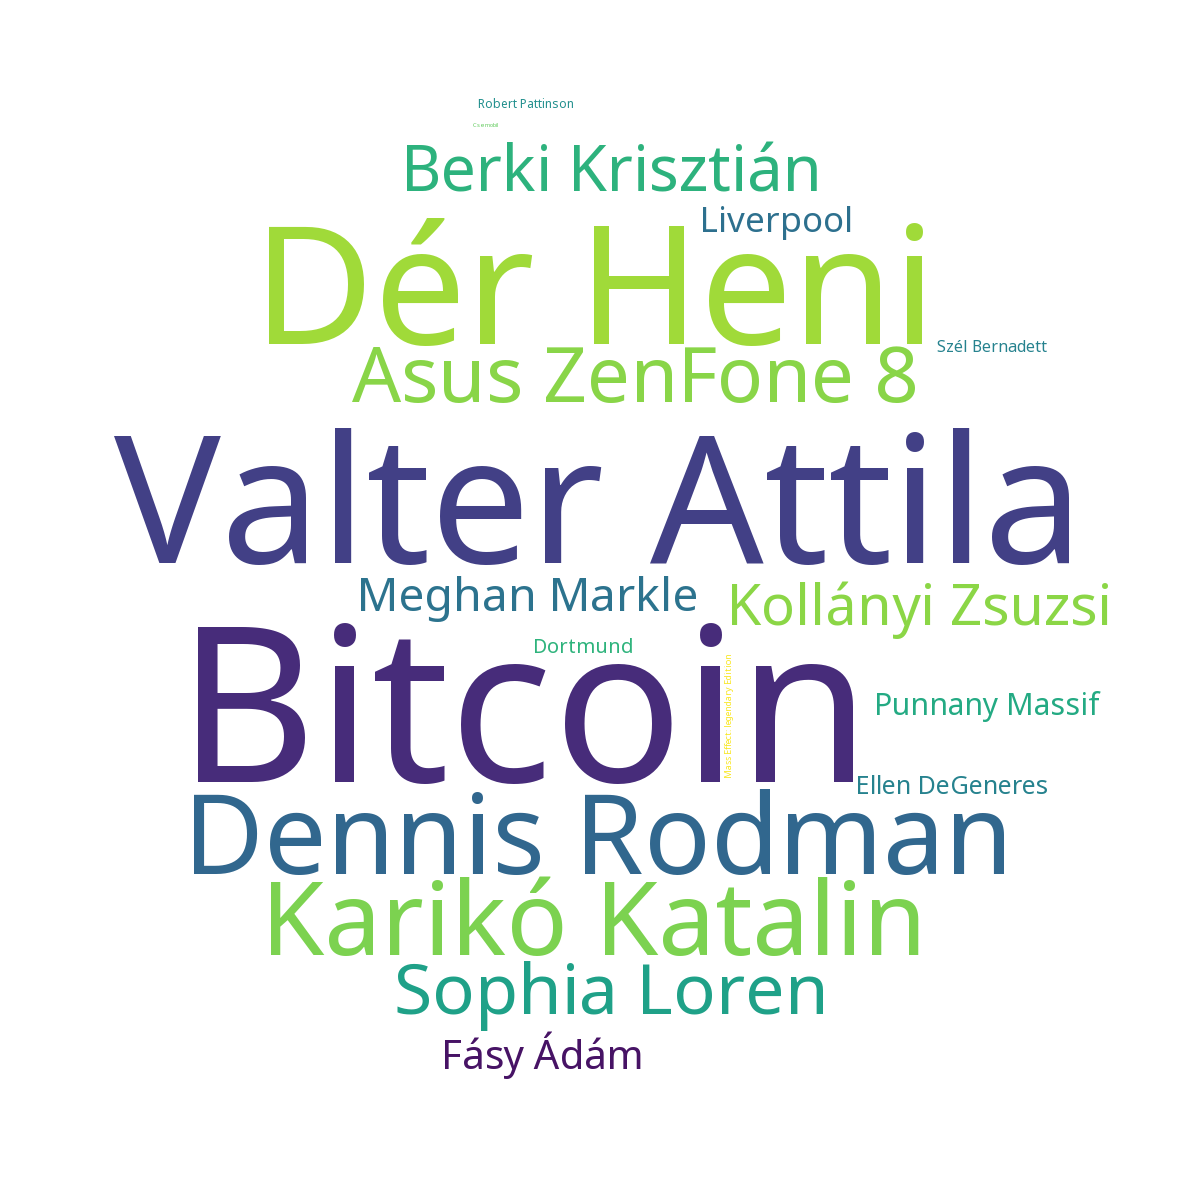 Robert Pattinson
Csernobil
Berki Krisztián
Liverpool
Dér Heni
Szél Bernadett
Asus ZenFone 8
Valter Attila
Meghan Markle
Kollányi Zsuzsi
Bitcoin
Dortmund
Mass Effect: legendary Edition
Punnany Massif
Ellen DeGeneres
Dennis Rodman
Karikó Katalin
Sophia Loren
Fásy Ádám